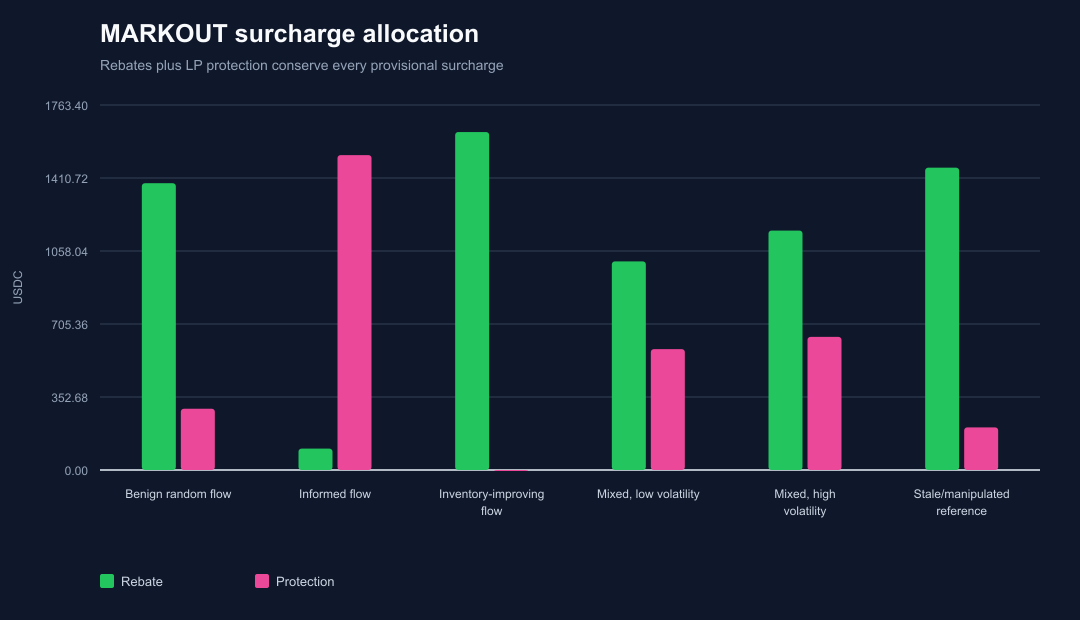 MARKOUT surcharge allocation
Rebates plus LP protection conserve every provisional surcharge
1763.40
1410.72
1058.04
705.36
352.68
0.00
USDC
Benign random flow
Informed flow
Inventory-improving
flow
Mixed, low volatility
Mixed, high
volatility
Stale/manipulated
reference
Rebate
Protection